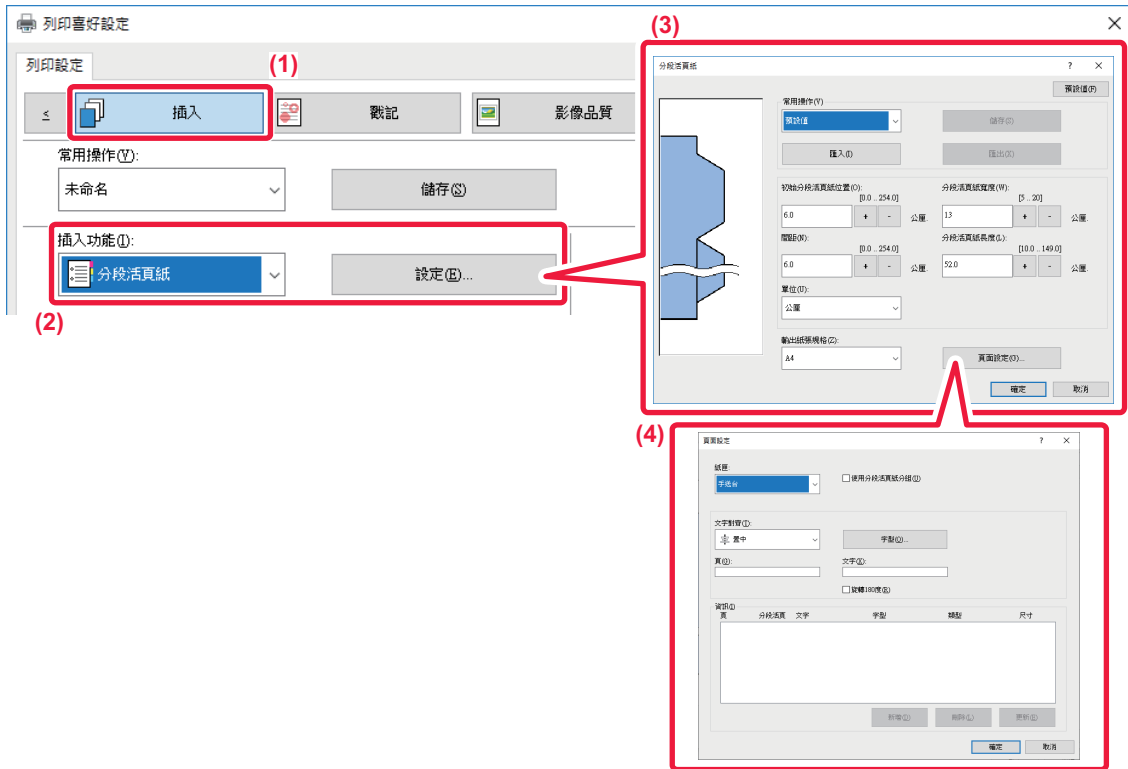 列印喜好設定
列印設定
(1)
≤ 插入 戳記 影像品質
常用操作(Y):
未命名 儲存(S)
插入功能(I):
分段活頁紙 設定(E)...
(2)
(3)
分段活頁紙 ?
預設值(F)
常用操作(V)
預設值 儲存(S)
匯入(I) 匯出(X)
初始分段活頁紙位置(O): 分段活頁紙寬度(W):
[0.0 .. 254.0] [5 .. 20]
6.0 + - 公釐. 13 + - 公釐.
間距(N): 分段活頁紙長度(L):
[0.0 .. 254.0] [10.0 .. 149.0]
6.0 + - 公釐. 52.0 + - 公釐.
單位(U):
公釐
輸出紙張規格(Z):
A4 頁面設定(G)...
確定 取消
(4)
頁面設定 ?
紙匣:
手送台 使用分段活頁紙分組(U)
文字對齊(T):
置中 字型(O)...
頁(O): 文字(X):
旋轉180度(R)
資訊(I)
頁 分段活頁 文字 字型 類型 尺寸
新增(D) 刪除(L) 更新(E)
確定 取消